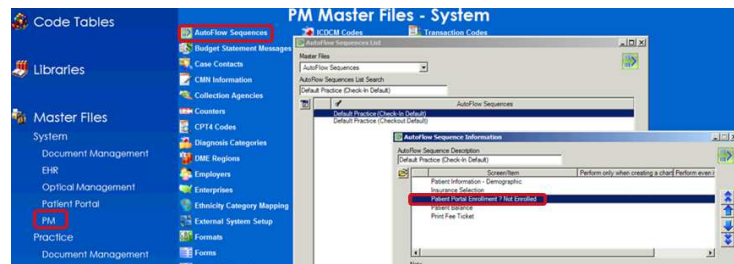 PM Master Files - System
Code Tables
Libraries
Master Files
System
Document Management
EHR
Optical Management
Patient Portal
PM
Practice
Document Management
AutoFlow Sequences
Budget Statement Messages
Case Contacts
CMN Information
Collection Agencies
Counters
CPT4 Codes
Diagnosis Categories
DME Regions
Employers
Enterprises
Ethnicity Category Mapping
External System Setup
Formats
Forms
ICDCM Codes
Transaction Codes
AutoFlow Sequences List
Master Files
AutoFlow Sequences
AutoFlow Sequences List Search
Default Practice (Check-In Default)
AutoFlow Sequences
Default Practice (Check-In Default)
Default Practice (Checkout Default)
AutoFlow Sequence Information
AutoFlow Sequence Description
Default Practice (Check-In Default)
Screen/Item
Perform only when creating a chart
Perform even i
Patient Information - Demographic
Insurance Selection
Patient Portal Enrollment ? Not Enrolled
Patient Balance
Print Fee Ticket
Note